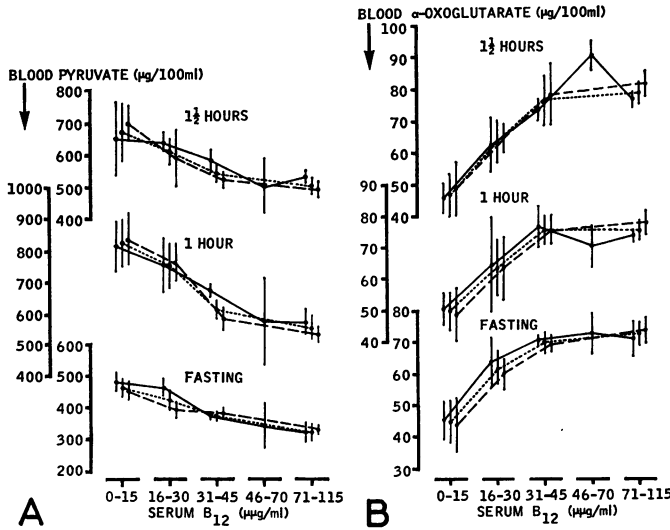 BLOOD PYRUVATE (μg/100ml)
800
700
600
500
400
1½ HOURS
1000
900
800
700
600
500
400
1 HOUR
600
500
400
300
200
FASTING
0-15 16-30 31-45 46-70 71-115
SERUM B12 (μμg/ml)
A
BLOOD α-OXOGLUTARATE (μg/100ml)
100
90
80
70
60
50
40
1½ HOURS
90
80
70
60
50
40
1 HOUR
80
70
60
50
40
30
FASTING
0-15 16-30 31-45 46-70 71-115
SERUM B12 (μμg/ml)
B